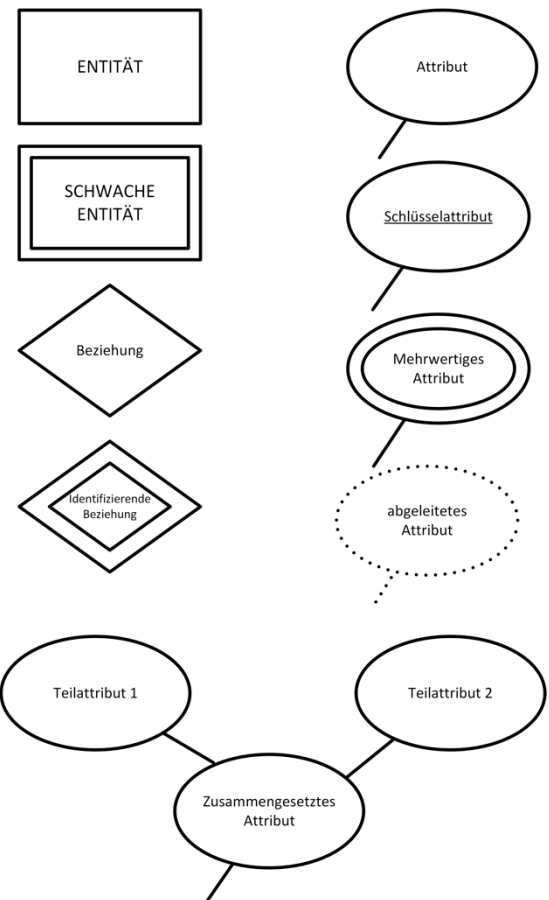 ENTITÄT
Attribut
SCHWACHE
ENTITÄT
Schlüsselattribut
Beziehung
Mehrwertiges
Attribut
Identifizierende
Beziehung
abgeleitetes
Attribut
Teilattribut 1
Teilattribut 2
Zusammengesetztes
Attribut